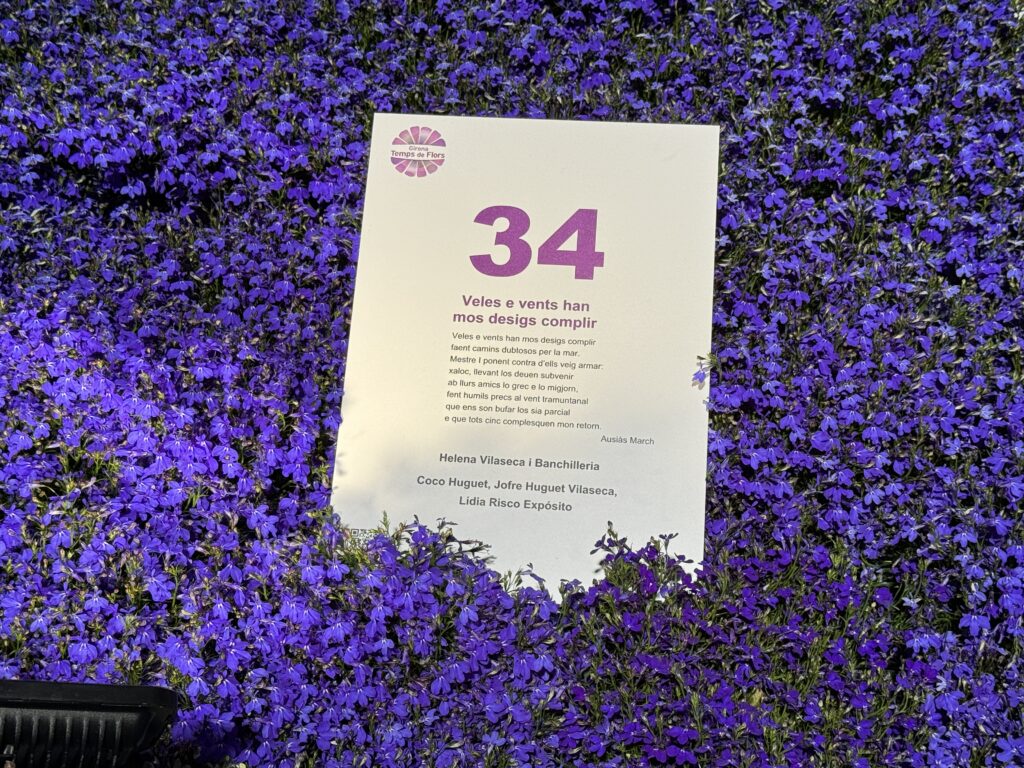 Girona
Temps de Flors
34
Veles e vents han
mos desigs complir
Veles e vents han mos desigs complir
faent camins dubtosos per la mar.
Mestre I ponent contra d'ells veig armar:
xaloc, llevant los deuen subvenir
ab llurs amics lo grec e lo migjorn,
fent humils precs al vent tramuntanal
que ens son bufar los sia parcial
e que tots cinc complesquen mon retorn.
Ausiàs March
Helena Vilaseca i Banchilleria
Coco Huguet, Jofre Huguet Vilaseca,
Lidia Risco Expósito